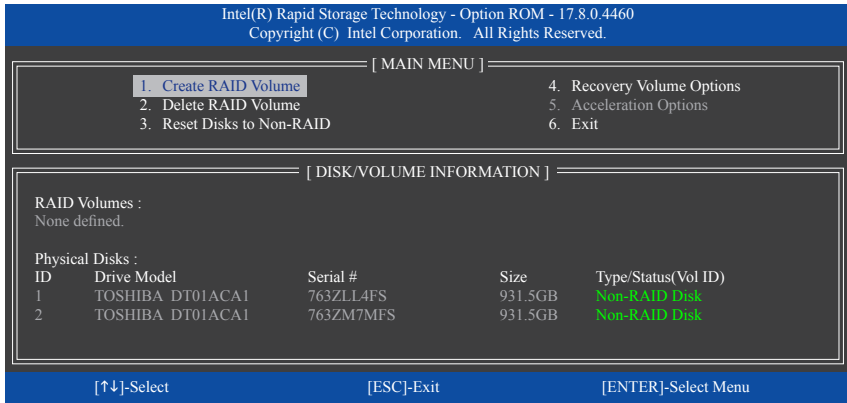 Intel(R) Rapid Storage Technology - Option ROM - 17.8.0.4460
Copyright (C) Intel Corporation. All Rights Reserved.
[ MAIN MENU ]
1. Create RAID Volume
2. Delete RAID Volume
3. Reset Disks to Non-RAID
4. Recovery Volume Options
5. Acceleration Options
6. Exit
[ DISK/VOLUME INFORMATION ]
RAID Volumes :
None defined.
Physical Disks :
ID Drive Model Serial # Size Type/Status(Vol ID)
1 TOSHIBA DT01ACA1 763ZLL4FS 931.5GB Non-RAID Disk
2 TOSHIBA DT01ACA1 763ZM7MFS 931.5GB Non-RAID Disk
[↑↓]-Select [ESC]-Exit [ENTER]-Select Menu